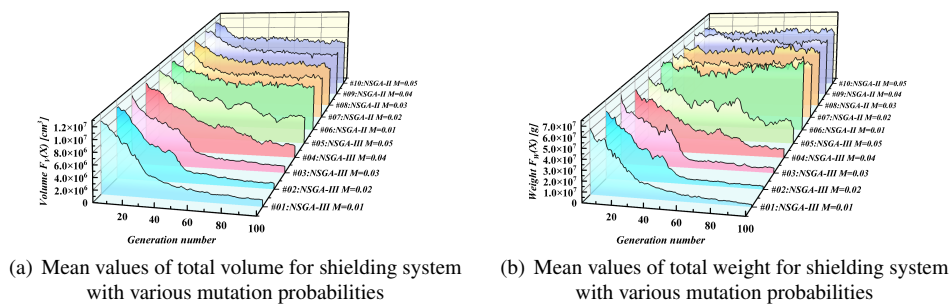 1.2×10⁷
1.0×10⁷
8.0×10⁶
6.0×10⁶
4.0×10⁶
2.0×10⁶
0
Volume F_V(X) [cm³]
20
40
60
80
100
Generation number
#10:NSGA-II M=0.05
#09:NSGA-II M=0.04
#08:NSGA-II M=0.03
#07:NSGA-II M=0.02
#06:NSGA-II M=0.01
#05:NSGA-III M=0.05
#04:NSGA-III M=0.04
#03:NSGA-III M=0.03
#02:NSGA-III M=0.02
#01:NSGA-III M=0.01
(a) Mean values of total volume for shielding system
with various mutation probabilities
7.0×10⁷
6.0×10⁷
5.0×10⁷
4.0×10⁷
3.0×10⁷
2.0×10⁷
1.0×10⁷
0
Weight F_W(X) [g]
20
40
60
80
100
Generation number
#10:NSGA-II M=0.05
#09:NSGA-II M=0.04
#08:NSGA-II M=0.03
#07:NSGA-II M=0.02
#06:NSGA-II M=0.01
#05:NSGA-III M=0.05
#04:NSGA-III M=0.04
#03:NSGA-III M=0.03
#02:NSGA-III M=0.02
#01:NSGA-III M=0.01
(b) Mean values of total weight for shielding system
with various mutation probabilities